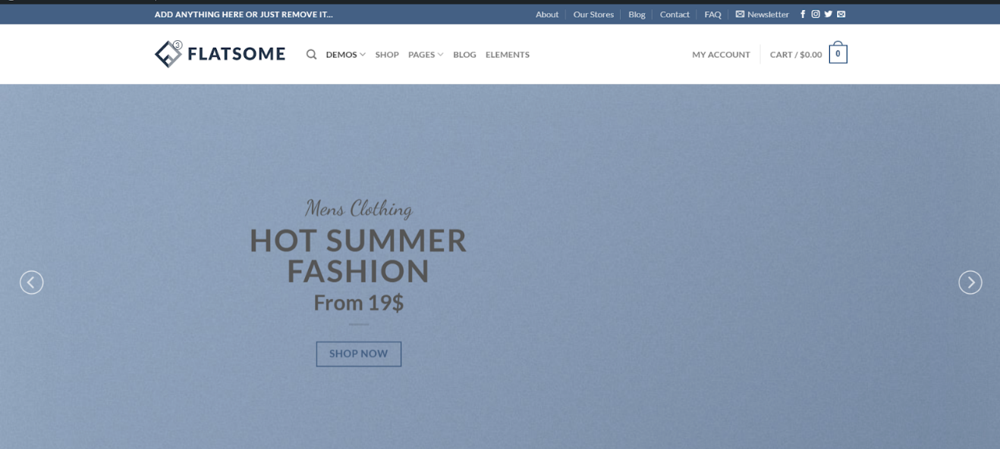 ADD ANYTHING HERE OR JUST REMOVE IT...
About Our Stores Blog Contact FAQ Newsletter
3
FLATSOME
DEMOS SHOP PAGES BLOG ELEMENTS
MY ACCOUNT CART / $0.00 0
Mens Clothing
HOT SUMMER
FASHION
From 19$
SHOP NOW